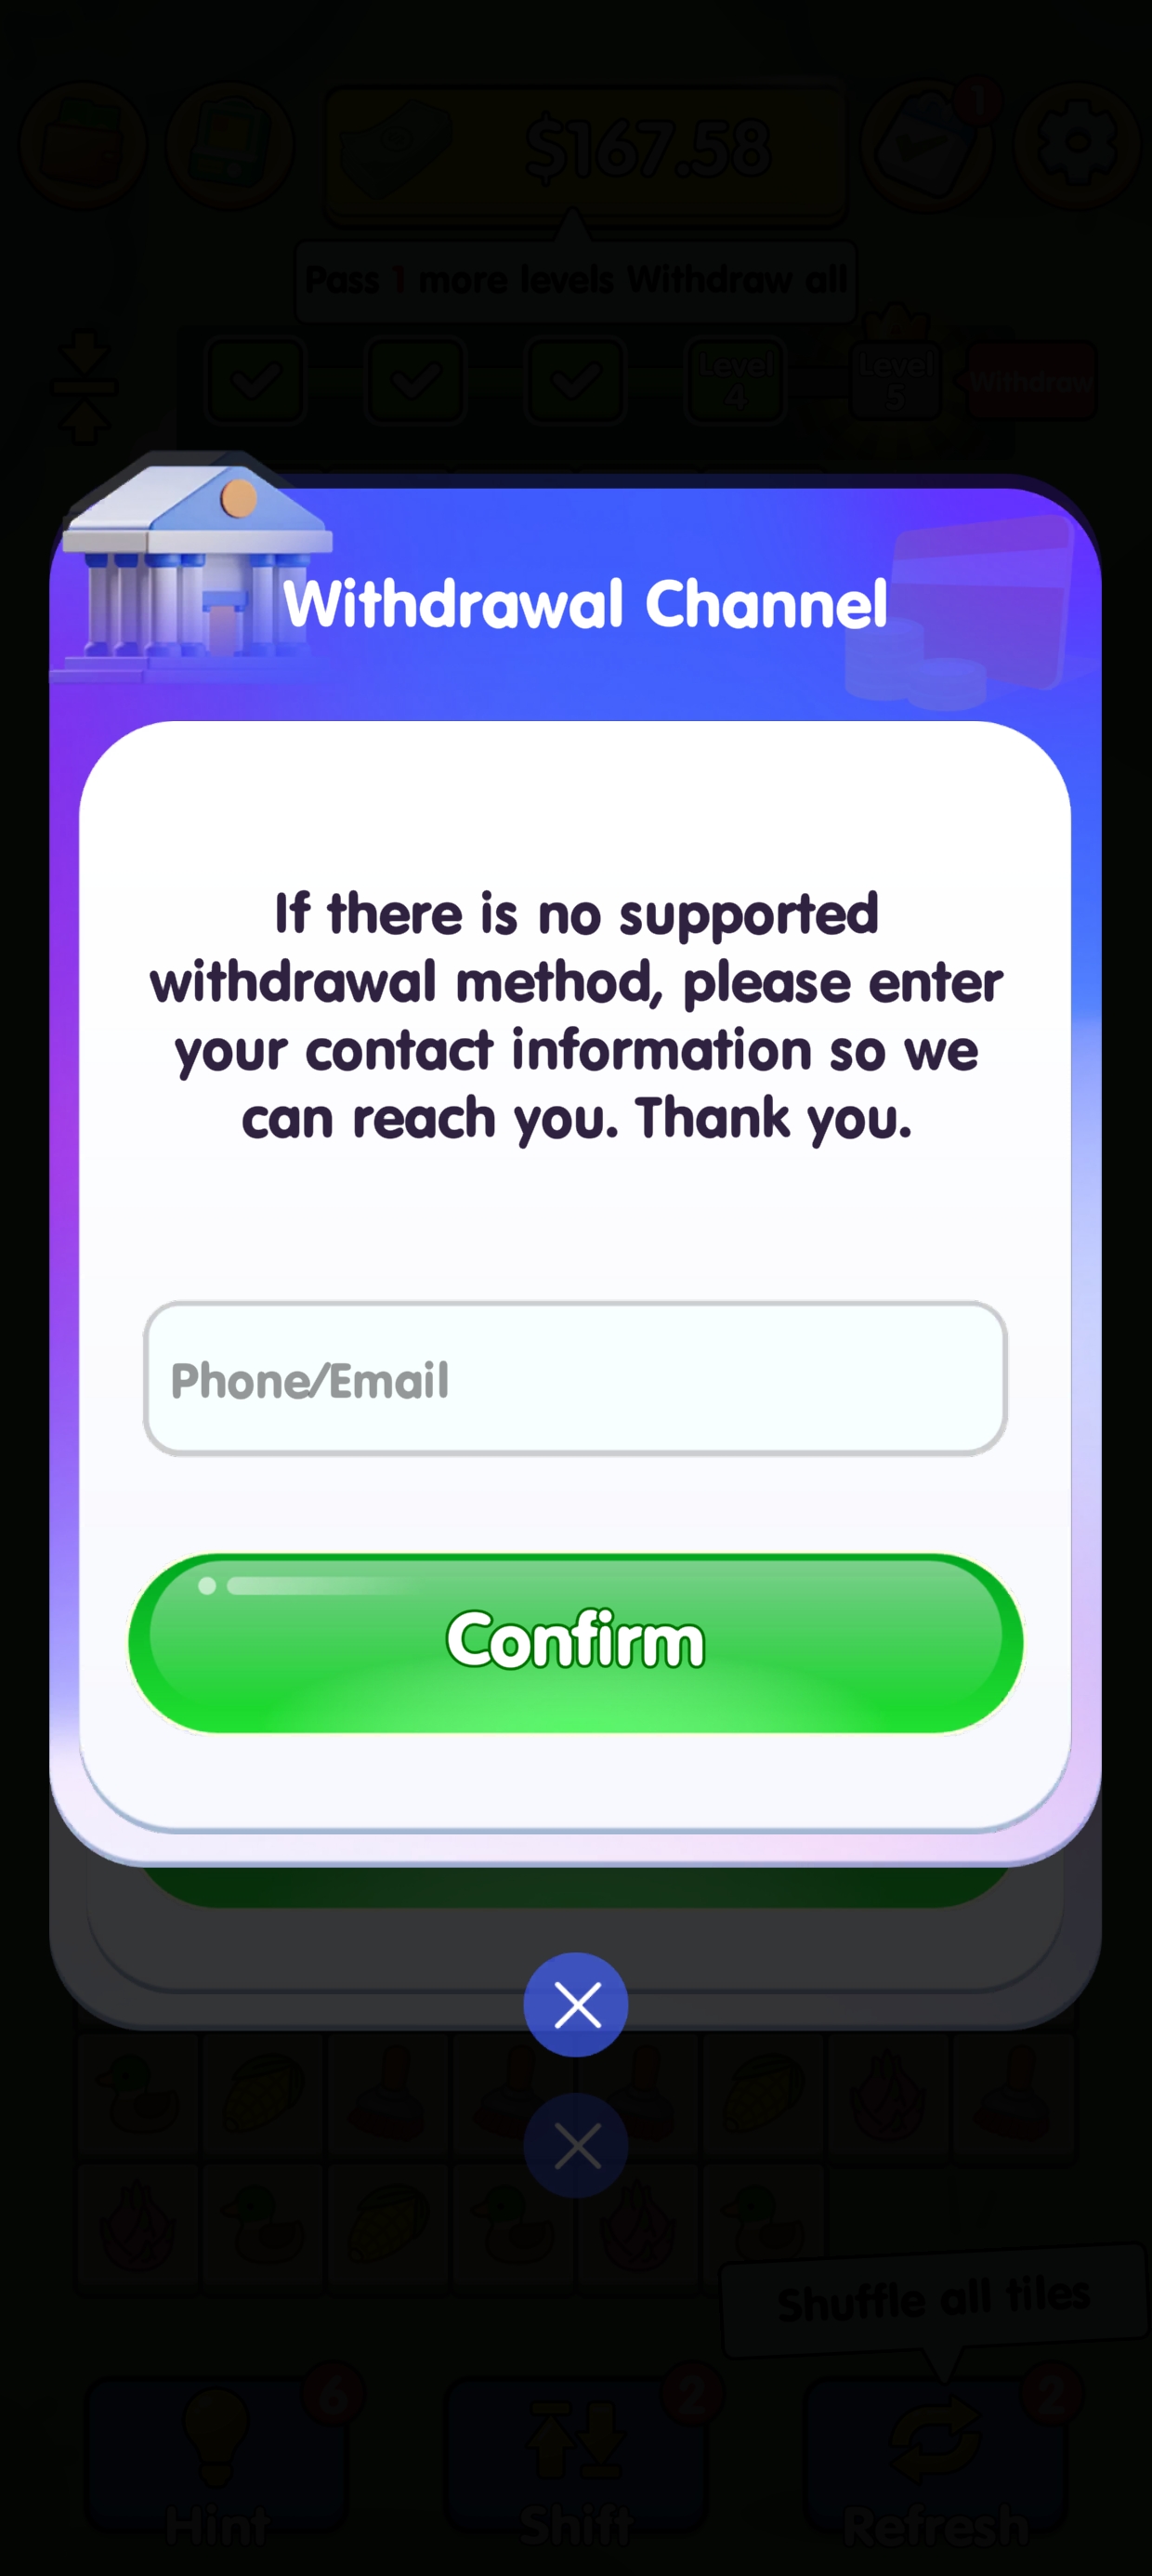 $167.58
1
Pass 1 more levels Withdraw all
Level
4
Level
5
Withdraw
Withdrawal Channel
If there is no supported
withdrawal method, please enter
your contact information so we
can reach you. Thank you.
Phone/Email
Confirm
Shuffle all tiles
6
2
2
Hint
Shift
Refresh